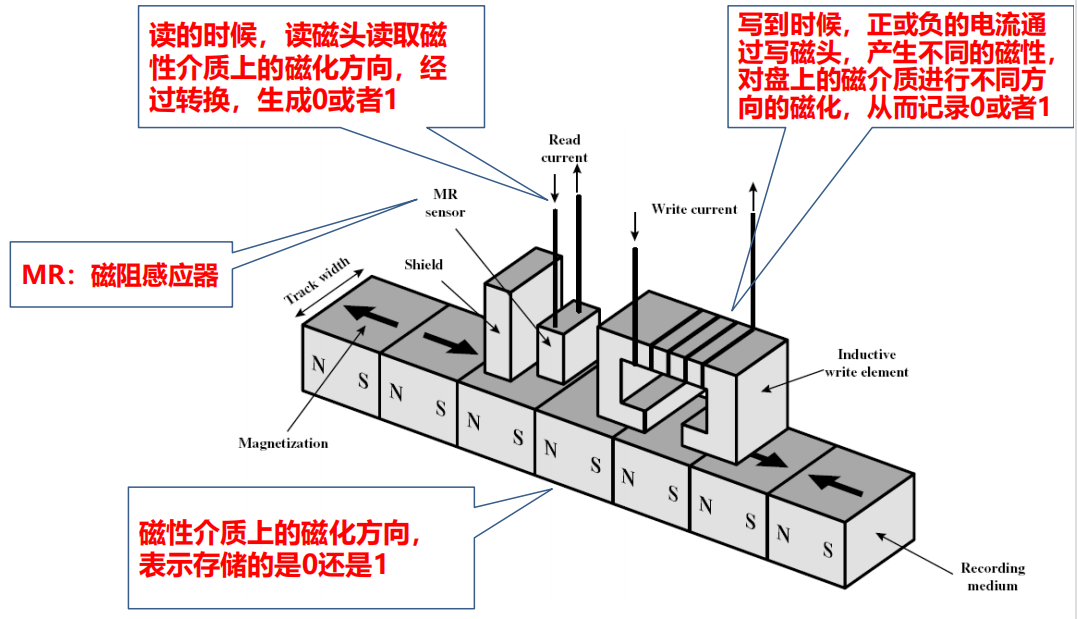 读的时候，读磁头读取磁
性介质上的磁化方向，经
过转换，生成0或者1
写到时候，正或负的电流通
过写磁头，产生不同的磁性，
对盘上的磁介质进行不同方
向的磁化，从而记录0或者1
Read
current
MR
sensor
Write current
MR：磁阻感应器
Shield
Track width
Inductive
write element
N S
N S
N S
N S
N S
N S
N S
Magnetization
磁性介质上的磁化方向，
表示存储的是0还是1
Recording
medium